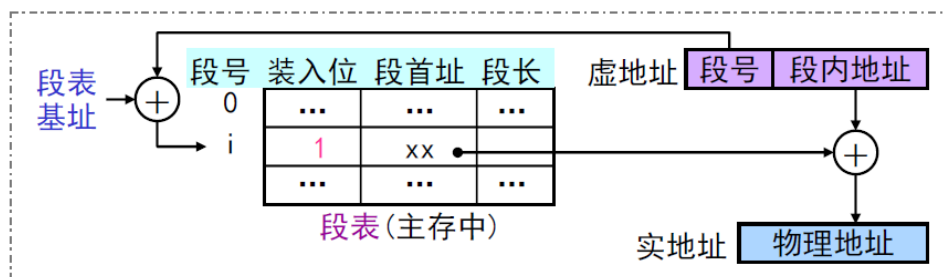 段号 装入位 段首址 段长
虚地址 段号 段内地址
段表
基址
+
0 … … …
i 1 xx
+
… … …
段表(主存中)
实地址 物理地址